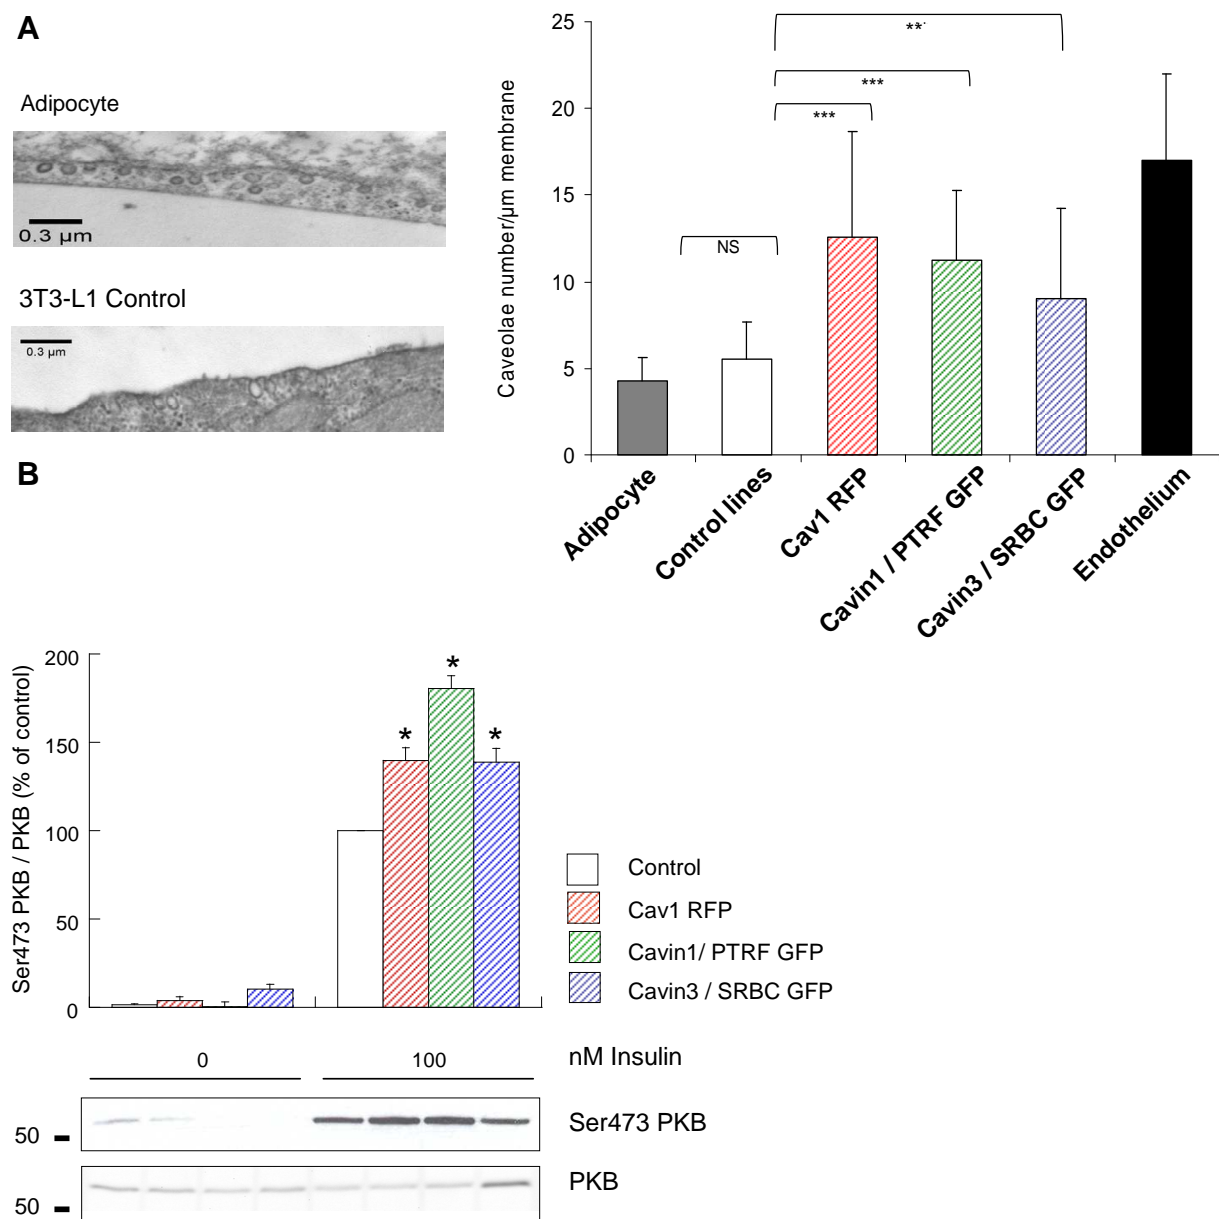 A
Adipocyte
0.3 µm
3T3-L1 Control
0.3 µm
Caveolae number/µm membrane
25
20
15
10
5
0
**
***
***
NS
Adipocyte
Control lines
Cav1 RFP
Cavin1 / PTRF GFP
Cavin3 / SRBC GFP
Endothelium
B
Ser473 PKB / PKB (% of control)
200
150
100
50
0
*
*
*
Control
Cav1 RFP
Cavin1/ PTRF GFP
Cavin3 / SRBC GFP
0 100 nM Insulin
50 Ser473 PKB
50 PKB